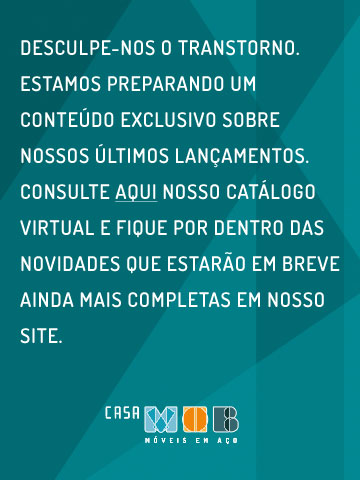 DESCULPE-NOS O TRANSTORNO.
ESTAMOS PREPARANDO UM
CONTEÚDO EXCLUSIVO SOBRE
NOSSOS ÚLTIMOS LANÇAMENTOS.
CONSULTE AQUI NOSSO CATÁLOGO
VIRTUAL E FIQUE POR DENTRO DAS
NOVIDADES QUE ESTARÃO EM BREVE
AINDA MAIS COMPLETAS EM NOSSO
SITE.
CASA MOB
MÓVEIS EM AÇO